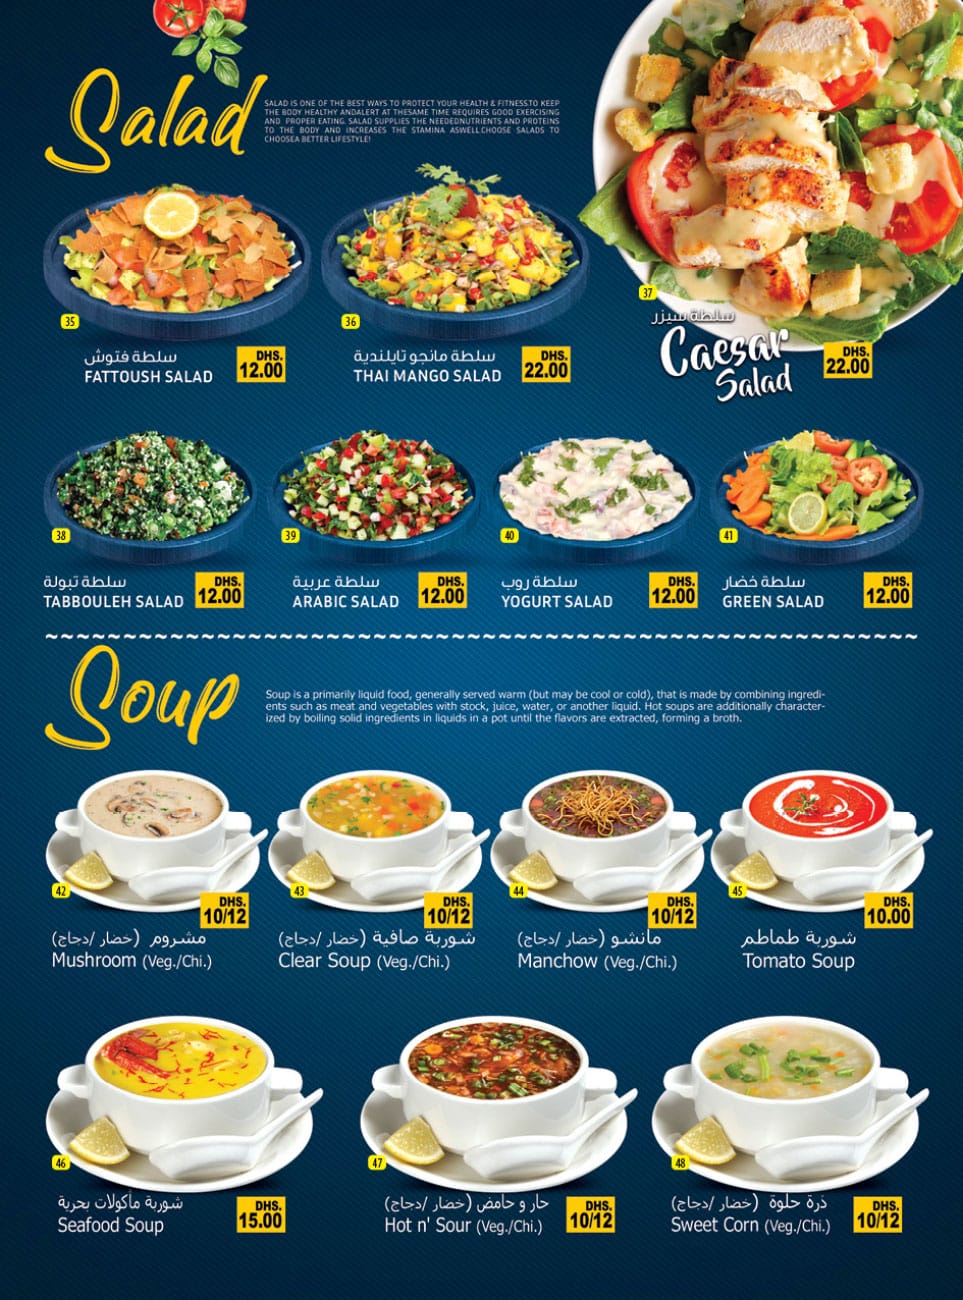 Salad
SALAD IS ONE OF THE BEST WAYS TO PROTECT YOUR HEALTH & FITNESSTO KEEP
THE BODY HEALTHY ANDALERT AT THESAME TIME REQUIRES GOOD EXERCISING
AND PROPER EATING. SALAD SUPPLIES THE NEEDEDNUTRIENTS AND PROTEINS
TO THE BODY AND INCREASES THE STAMINA ASWELL.CHOOSE SALADS TO
CHOOSEA BETTER LIFESTYLE!
35
سلطة فتوش
FATTOUSH SALAD
DHS.
12.00
36
سلطة مانجو تايلندية
THAI MANGO SALAD
DHS.
22.00
37
سلطة سيزر
Caesar
Salad
DHS.
22.00
38
سلطة تبولة
TABBOULEH SALAD
DHS.
12.00
39
سلطة عربية
ARABIC SALAD
DHS.
12.00
40
سلطة روب
YOGURT SALAD
DHS.
12.00
41
سلطة خضار
GREEN SALAD
DHS.
12.00
Soup
Soup is a primarily liquid food, generally served warm (but may be cool or cold), that is made by combining ingredi-
ents such as meat and vegetables with stock, juice, water, or another liquid. Hot soups are additionally character-
ized by boiling solid ingredients in liquids in a pot until the flavors are extracted, forming a broth.
42
DHS.
10/12
مشروم (خضار /دجاج)
Mushroom (Veg./Chi.)
43
DHS.
10/12
شوربة صافية (خضار /دجاج)
Clear Soup (Veg./Chi.)
44
DHS.
10/12
مانشو (خضار /دجاج)
Manchow (Veg./Chi.)
45
DHS.
10.00
شوربة طماطم
Tomato Soup
46
شوربة مأكولات بحرية
Seafood Soup
DHS.
15.00
47
حار و حامض (خضار /دجاج)
Hot n' Sour (Veg./Chi.)
DHS.
10/12
48
ذرة حلوة (خضار /دجاج)
Sweet Corn (Veg./Chi.)
DHS.
10/12